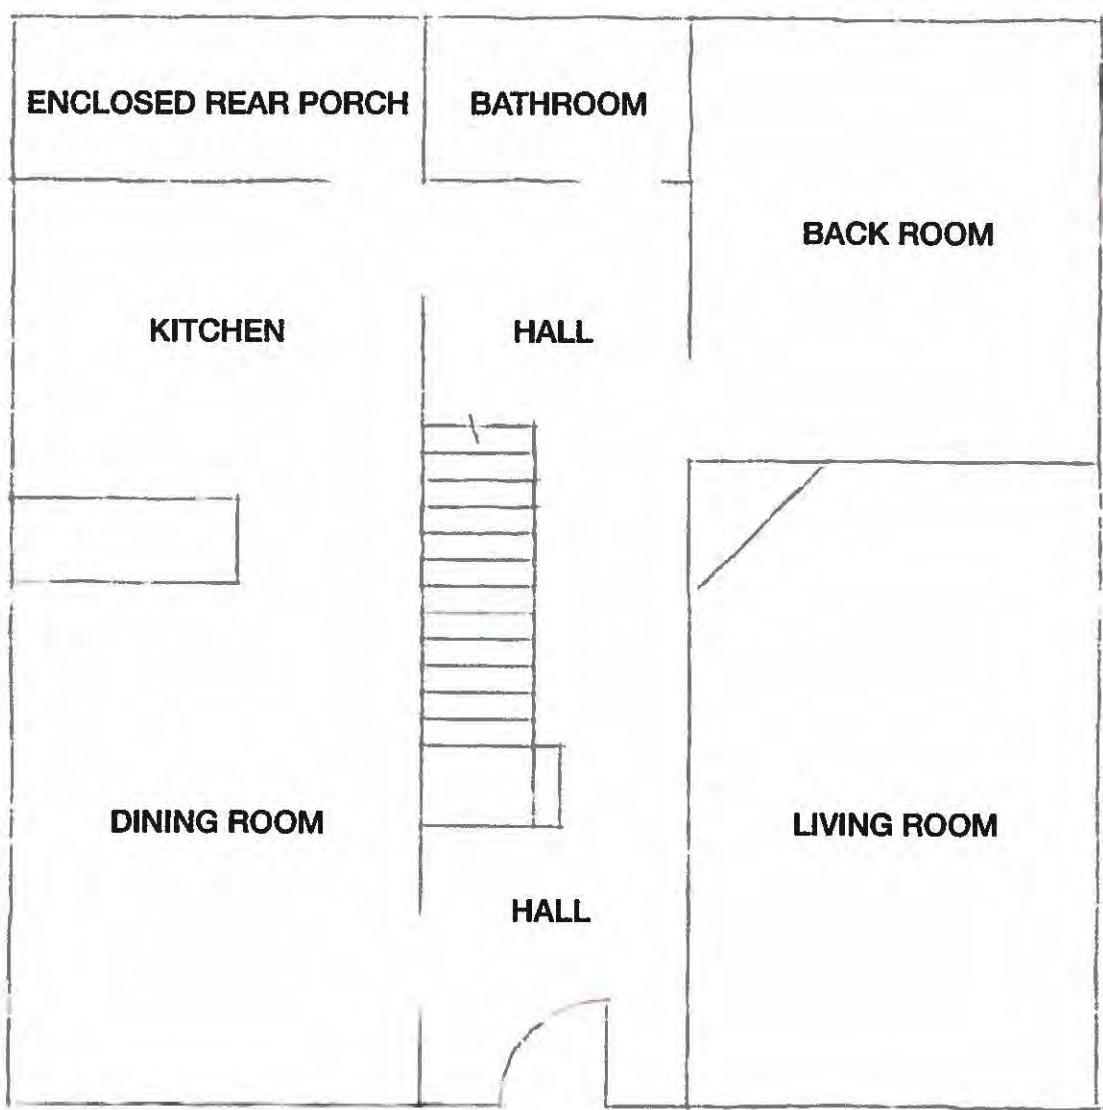 ENCLOSED REAR PORCH
BATHROOM
BACK ROOM
KITCHEN
HALL
DINING ROOM
LIVING ROOM
HALL